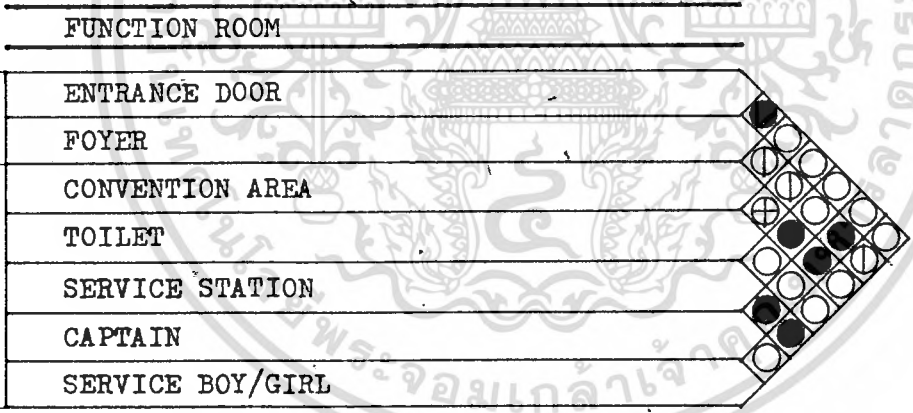 FUNCTION ROOM
ENTRANCE DOOR
FOYER
CONVENTION AREA
TOILET
SERVICE STATION
CAPTAIN
SERVICE BOY/GIRL